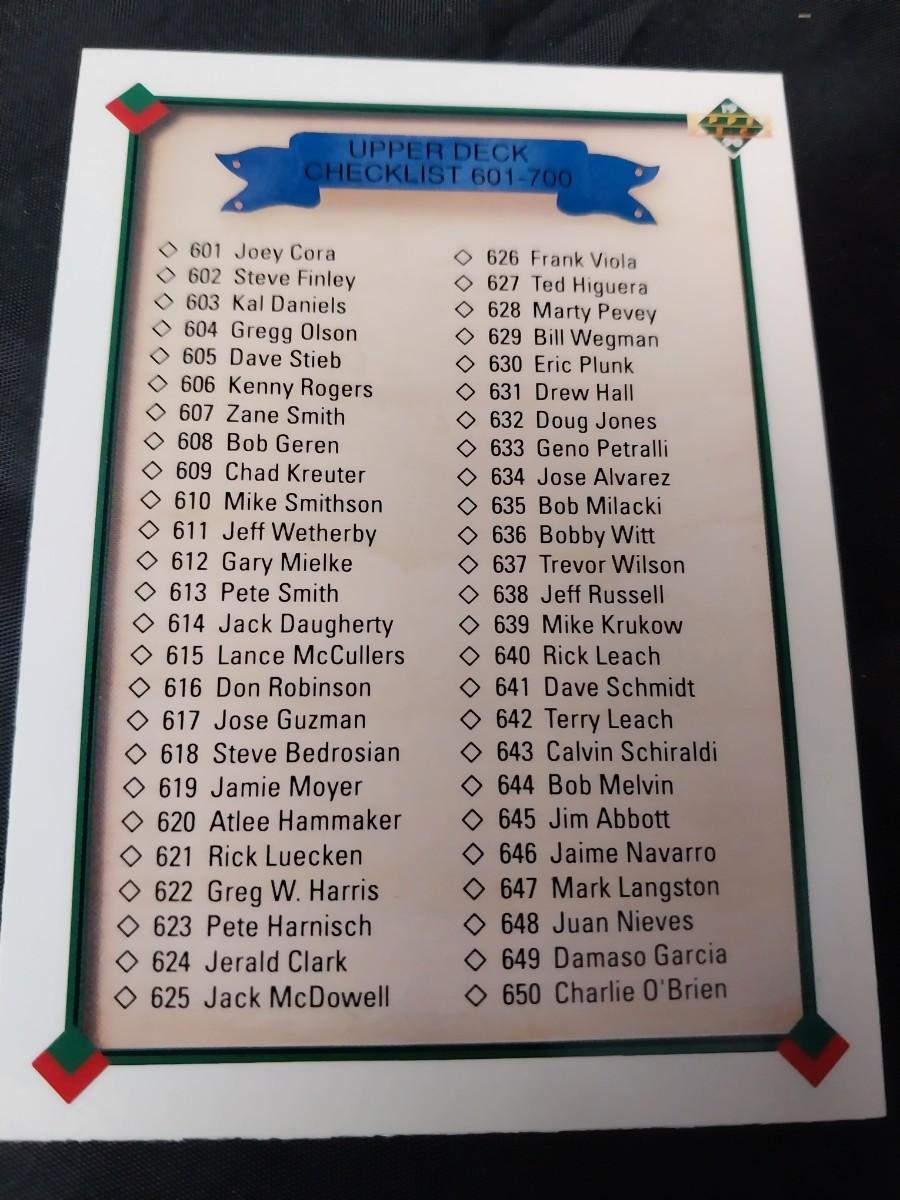 UPPER DECK
CHECKLIST 601-700
601 Joey Cora
602 Steve Finley
603 Kal Daniels
604 Gregg Olson
605 Dave Stieb
606 Kenny Rogers
607 Zane Smith
608 Bob Geren
609 Chad Kreuter
610 Mike Smithson
611 Jeff Wetherby
612 Gary Mielke
613 Pete Smith
614 Jack Daugherty
615 Lance McCullers
616 Don Robinson
617 Jose Guzman
618 Steve Bedrosian
619 Jamie Moyer
620 Atlee Hammaker
621 Rick Luecken
622 Greg W. Harris
623 Pete Harnisch
624 Jerald Clark
625 Jack McDowell
626 Frank Viola
627 Ted Higuera
628 Marty Pevey
629 Bill Wegman
630 Eric Plunk
631 Drew Hall
632 Doug Jones
633 Geno Petralli
634 Jose Alvarez
635 Bob Milacki
636 Bobby Witt
637 Trevor Wilson
638 Jeff Russell
639 Mike Krukow
640 Rick Leach
641 Dave Schmidt
642 Terry Leach
643 Calvin Schiraldi
644 Bob Melvin
645 Jim Abbott
646 Jaime Navarro
647 Mark Langston
648 Juan Nieves
649 Damaso Garcia
650 Charlie O'Brien